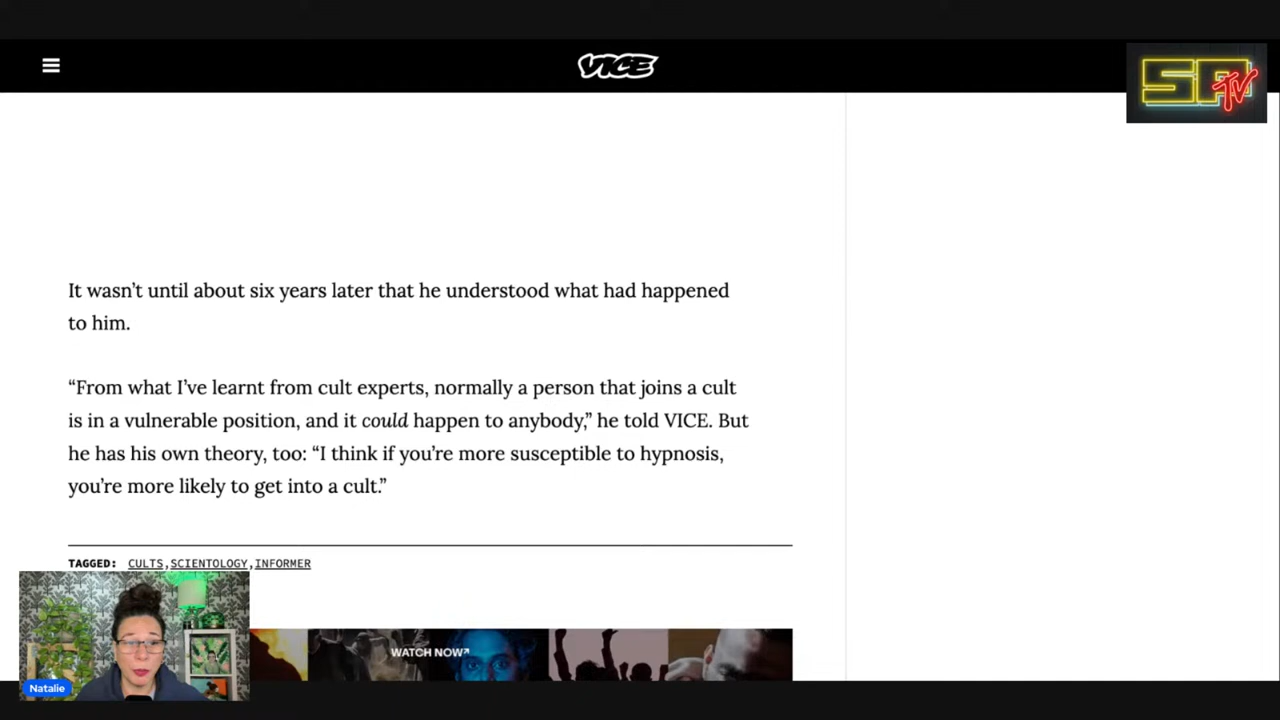 VICE
SPTV
It wasn’t until about six years later that he understood what had happened
to him.
“From what I’ve learnt from cult experts, normally a person that joins a cult
is in a vulnerable position, and it could happen to anybody,” he told VICE. But
he has his own theory, too: “I think if you’re more susceptible to hypnosis,
you’re more likely to get into a cult.”
TAGGED: CULTS,SCIENTOLOGY,INFORMER
WATCH NOW↗
Natalie